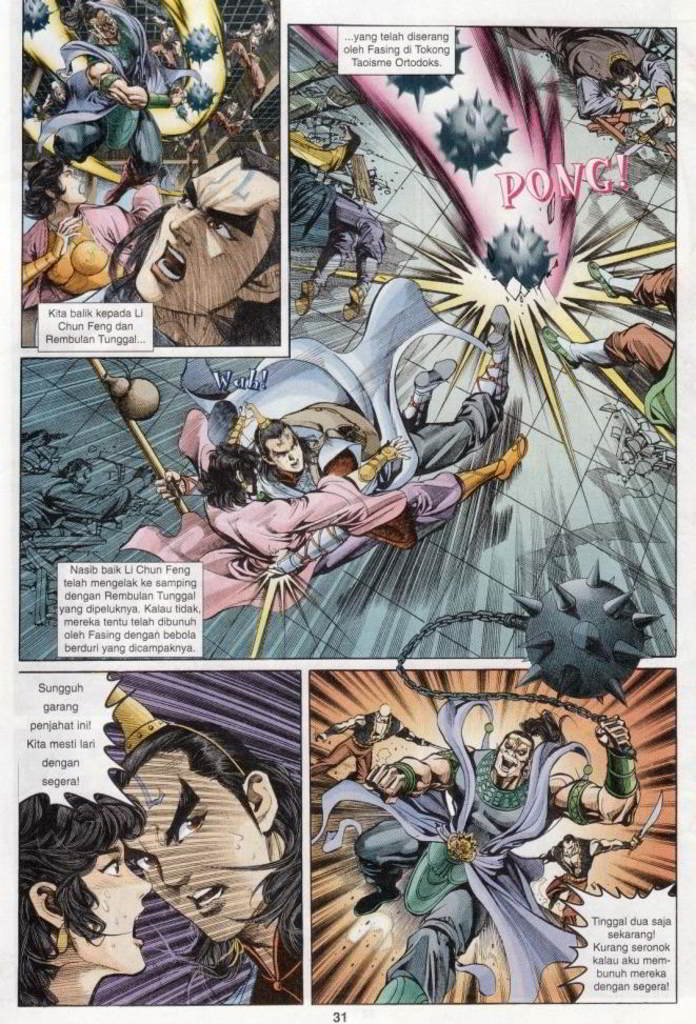 Kita balik kepada Li
Chun Feng dan
Rembulan Tunggal...
...yang telah diserang
oleh Fasing di Tokong
Taoisme Ortodoks.
PONG!
Wah!
Nasib baik Li Chun Feng
telah mengelak ke samping
dengan Rembulan Tunggal
yang dipeluknya. Kalau tidak,
mereka tentu telah dibunuh
oleh Fasing dengan bebola
berduri yang dicampaknya.
Sungguh
garang
penjahat ini!
Kita mesti lari
dengan
segera!
Tinggal dua saja
sekarang!
Kurang seronok
kalau aku mem-
bunuh mereka
dengan segera!
31